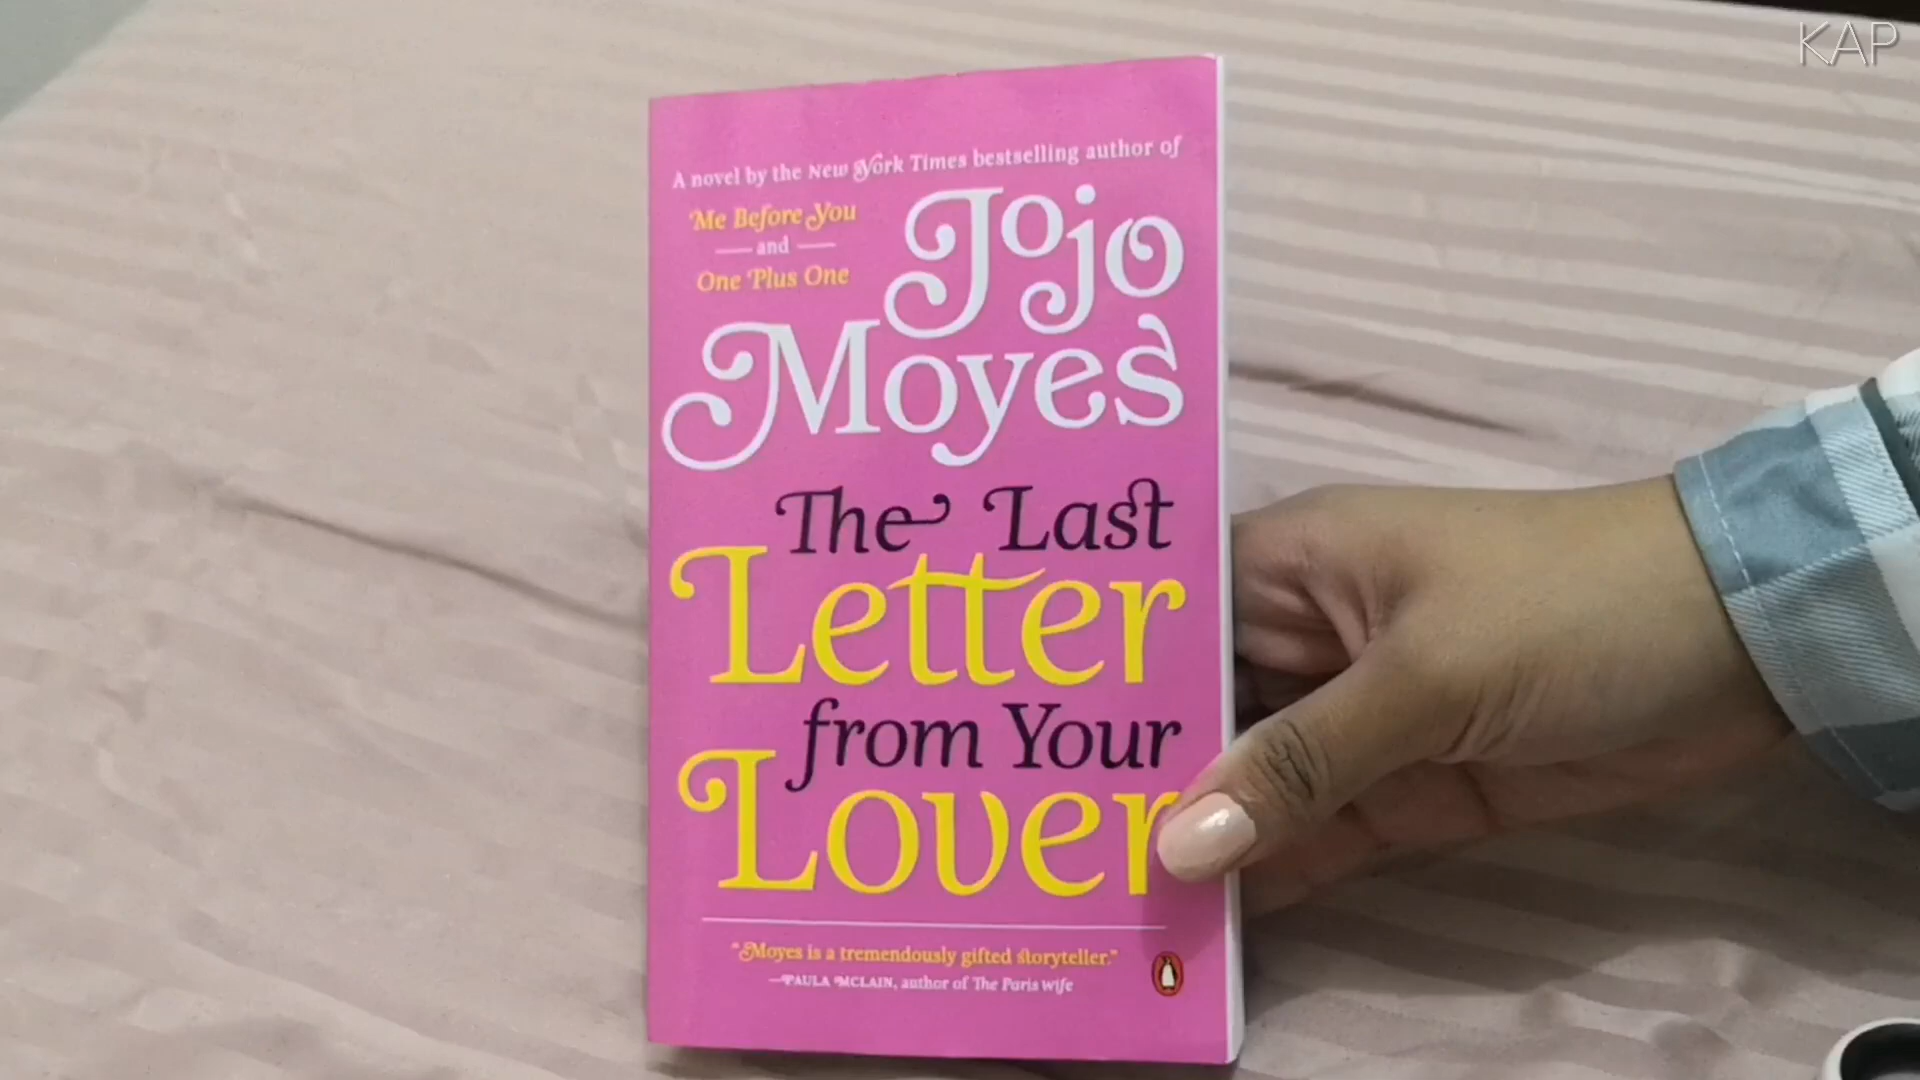 KAP
A novel by the New York Times bestselling author of
Me Before You
and
One Plus One
Jojo
Moyes
The Last
Letter
from Your
Lover
"Moyes is a tremendously gifted storyteller."
—PAULA MCLAIN, author of The Paris Wife